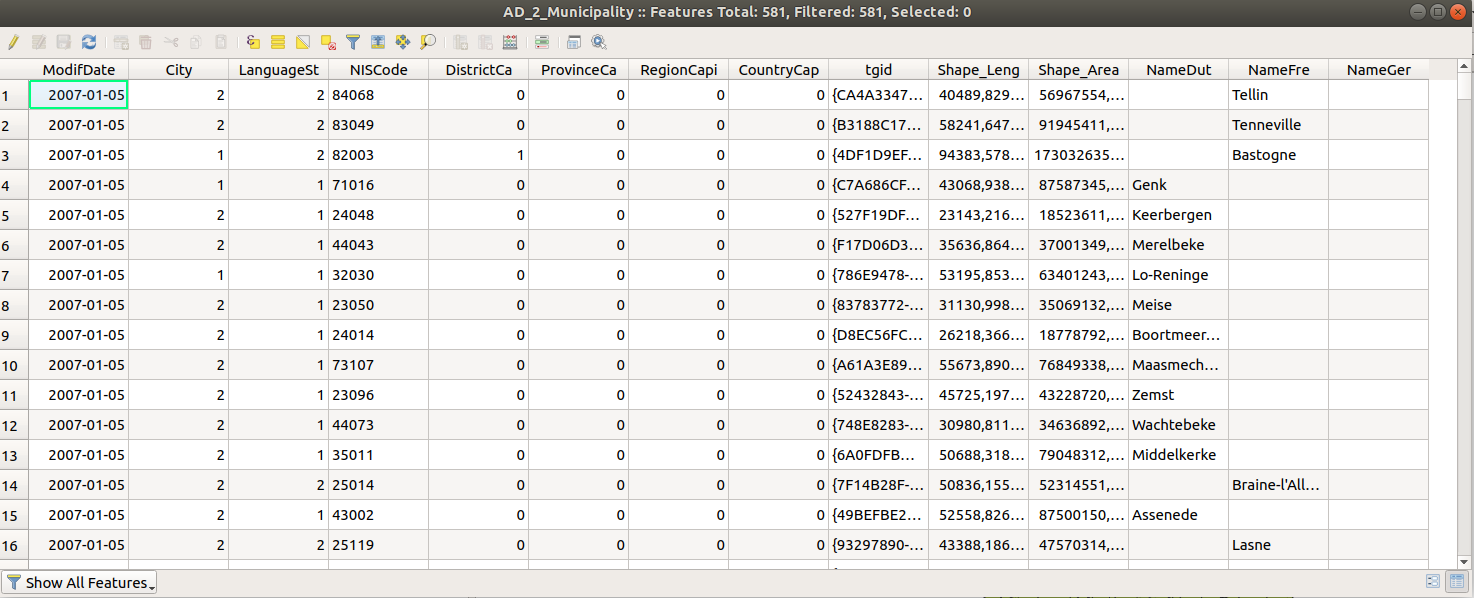 AD_2_Municipality :: Features Total: 581, Filtered: 581, Selected: 0
ModifDate City LanguageSt NISCode DistrictCa ProvinceCa RegionCapi CountryCap tgid Shape_Leng Shape_Area NameDut NameFre NameGer
1 2007-01-05 2 2 84068 0 0 0 0 {CA4A3347... 40489,829... 56967554,... Tellin
2 2007-01-05 2 2 83049 0 0 0 0 {B3188C17... 58241,647... 91945411,... Tenneville
3 2007-01-05 1 2 82003 1 0 0 0 {4DF1D9EF... 94383,578... 173032635... Bastogne
4 2007-01-05 1 1 71016 0 0 0 0 {C7A686CF... 43068,938... 87587345,... Genk
5 2007-01-05 2 1 24048 0 0 0 0 {527F19DF... 23143,216... 18523611,... Keerbergen
6 2007-01-05 2 1 44043 0 0 0 0 {F17D06D3... 35636,864... 37001349,... Merelbeke
7 2007-01-05 1 1 32030 0 0 0 0 {786E9478-... 53195,853... 63401243,... Lo-Reninge
8 2007-01-05 2 1 23050 0 0 0 0 {83783772-... 31130,998... 35069132,... Meise
9 2007-01-05 2 1 24014 0 0 0 0 {D8EC56FC... 26218,366... 18778792,... Boortmeer...
10 2007-01-05 2 1 73107 0 0 0 0 {A61A3E89... 55673,890... 76849338,... Maasmech...
11 2007-01-05 2 1 23096 0 0 0 0 {52432843-... 45725,197... 43228720,... Zemst
12 2007-01-05 2 1 44073 0 0 0 0 {748E8283-... 30980,811... 34636892,... Wachtebeke
13 2007-01-05 2 1 35011 0 0 0 0 {6A0FDFB... 50688,318... 79048312,... Middelkerke
14 2007-01-05 2 2 25014 0 0 0 0 {7F14B28F-... 50836,155... 52314551,... Braine-l'All...
15 2007-01-05 2 1 43002 0 0 0 0 {49BEFBE2... 52558,826... 87500150,... Assenede
16 2007-01-05 2 2 25119 0 0 0 0 {93297890-... 43388,186... 47570314,... Lasne
Show All Features